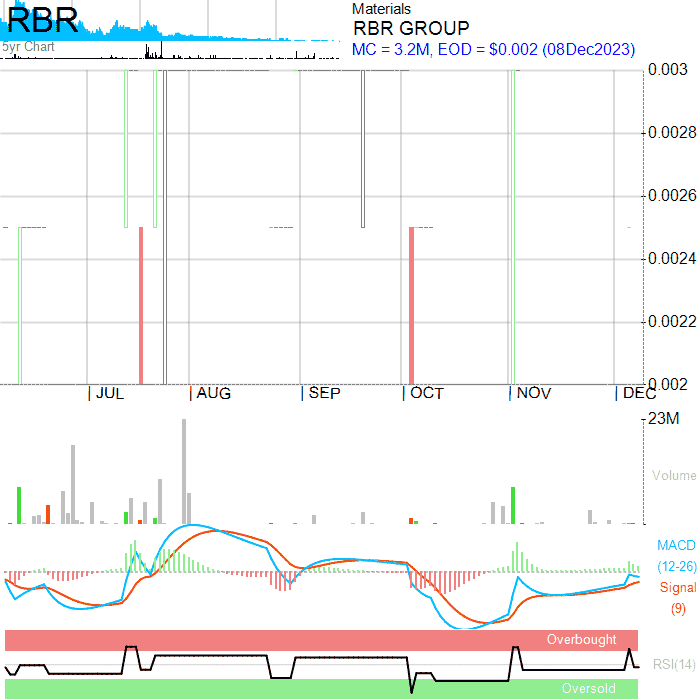 RBR
5yr Chart
Materials
RBR GROUP
MC = 3.2M, EOD = $0.002 (08Dec2023)
0.003
0.0028
0.0026
0.0024
0.0022
0.002
JUL AUG SEP OCT NOV DEC
23M
Volume
MACD
(12-26)
Signal
(9)
Overbought
RSI(14)
Oversold